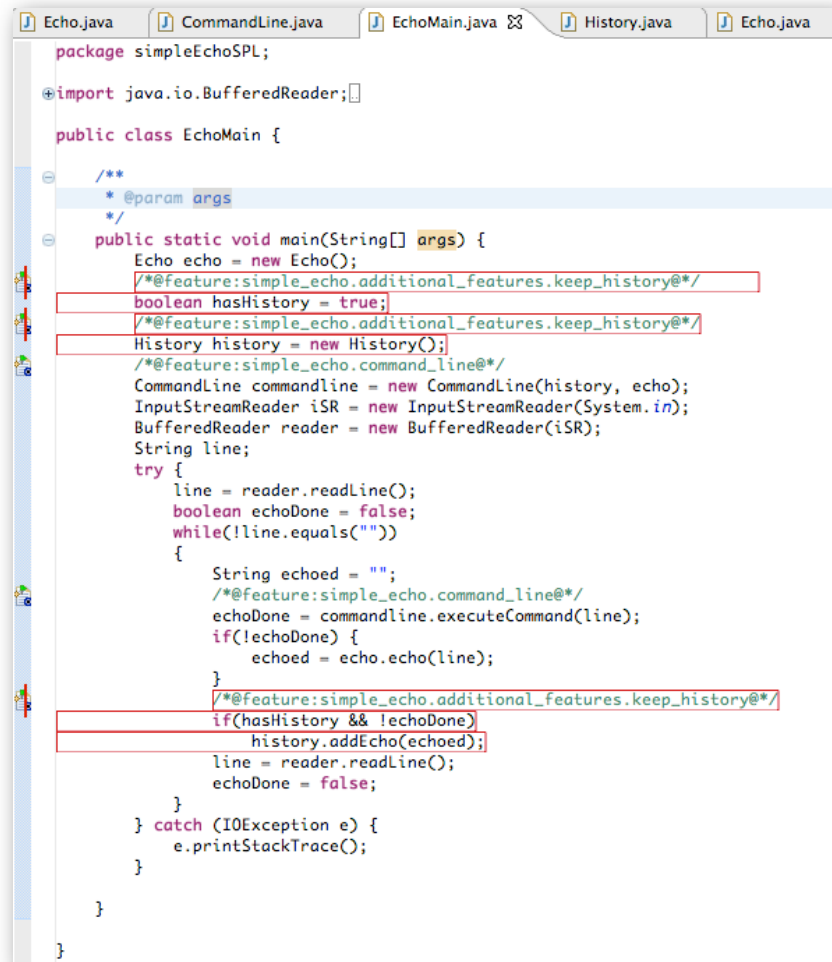 Echo.java CommandLine.java EchoMain.java History.java Echo.java
package simpleEchoSPL;
import java.io.BufferedReader;
public class EchoMain {
/**
* @param args
*/
public static void main(String[] args) {
Echo echo = new Echo();
/*@feature:simple_echo.additional_features.keep_history@*/
boolean hasHistory = true;
/*@feature:simple_echo.additional_features.keep_history@*/
History history = new History();
/*@feature:simple_echo.command_line@*/
CommandLine commandline = new CommandLine(history, echo);
InputStreamReader iSR = new InputStreamReader(System.in);
BufferedReader reader = new BufferedReader(iSR);
String line;
try {
line = reader.readLine();
boolean echoDone = false;
while(!line.equals(""))
{
String echoed = "";
/*@feature:simple_echo.command_line@*/
echoDone = commandline.executeCommand(line);
if(!echoDone) {
echoed = echo.echo(line);
}
/*@feature:simple_echo.additional_features.keep_history@*/
if(hasHistory && !echoDone)
history.addEcho(echoed);
line = reader.readLine();
echoDone = false;
}
} catch (IOException e) {
e.printStackTrace();
}
}
}